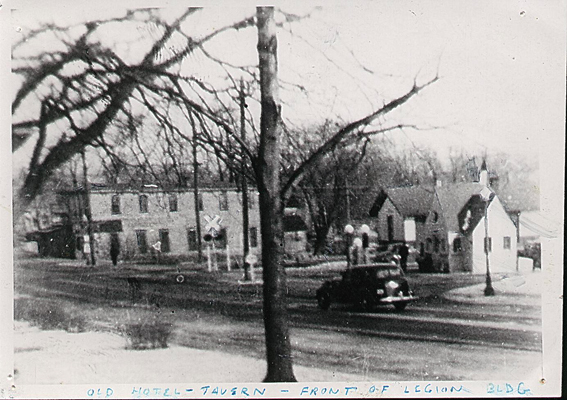 OLD HOTEL - TAVERN - FRONT OF LEGION BLDG